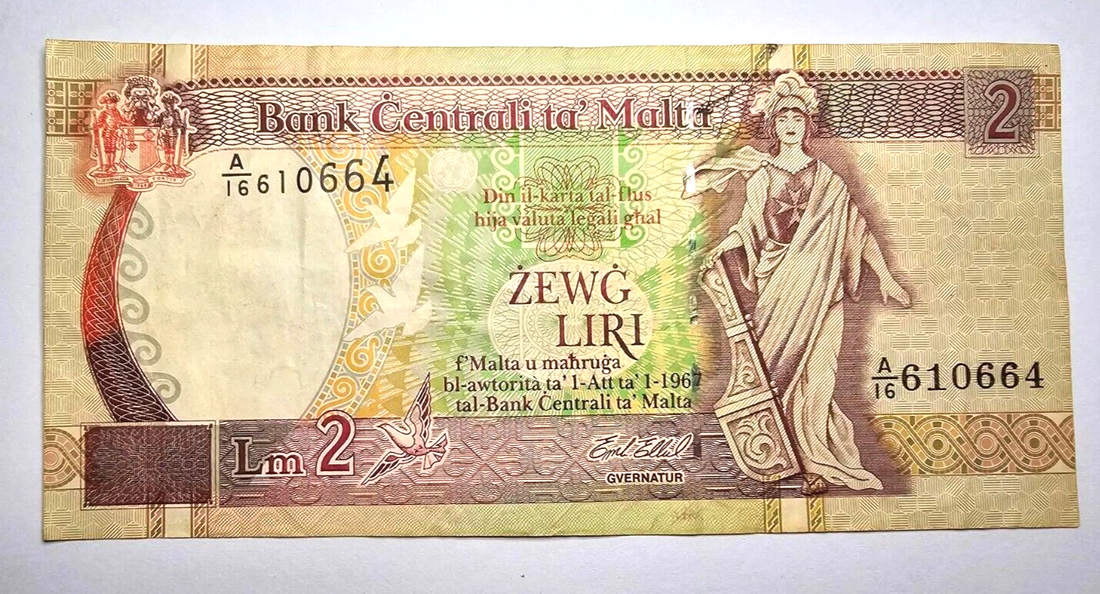 Bank Ċentrali ta' Malta
2
A/16 610664
Din il-karta tal-flus
hija valuta legali għal
ŻEWĠ
LIRI
f'Malta u maħruġa
bl-awtorita ta' l-Att ta' l-1967
tal-Bank Ċentrali ta' Malta
A/16 610664
Lm 2
GVERNATUR